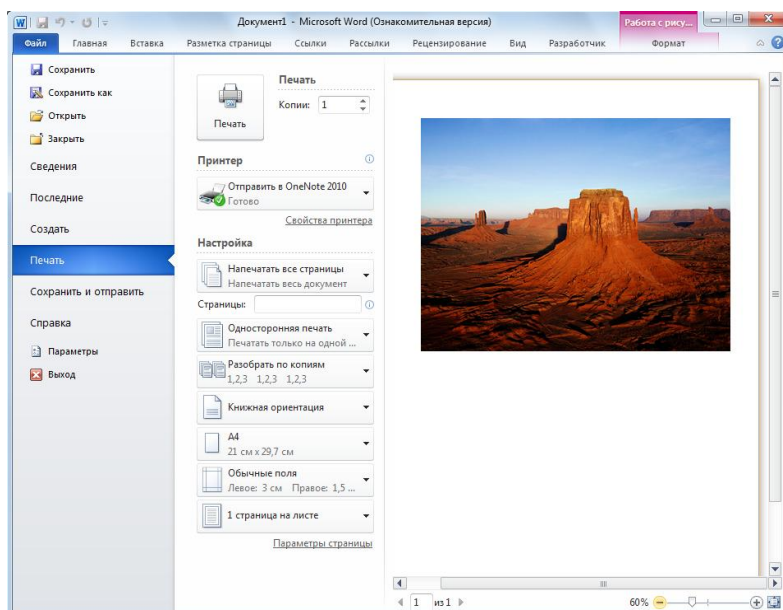 Документ1 - Microsoft Word (Ознакомительная версия)
Работа с рису...
Файл Главная Вставка Разметка страницы Ссылки Рассылки Рецензирование Вид Разработчик Формат
Сохранить
Сохранить как
Открыть
Закрыть
Сведения
Последние
Создать
Печать
Сохранить и отправить
Справка
Параметры
Выход
Печать
Печать
Копии: 1
Принтер
Отправить в OneNote 2010
Готово
Свойства принтера
Настройка
Напечатать все страницы
Напечатать весь документ
Страницы:
Односторонняя печать
Печатать только на одной ...
Разобрать по копиям
1,2,3 1,2,3 1,2,3
Книжная ориентация
A4
21 см x 29,7 см
Обычные поля
Левое: 3 см Правое: 1,5 ...
1 страница на листе
Параметры страницы
1 из 1
60%